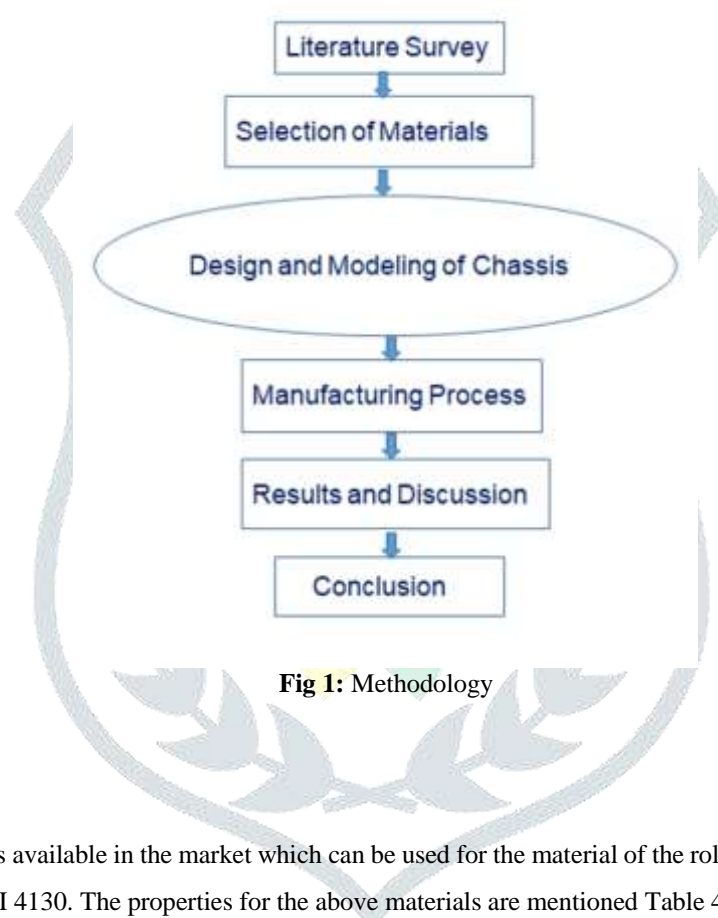 Literature Survey
Selection of Materials
Design and Modeling of Chassis
Manufacturing Process
Results and Discussion
Conclusion
Fig 1: Methodology
s available in the market which can be used for the material of the rol
I 4130. The properties for the above materials are mentioned Table 4